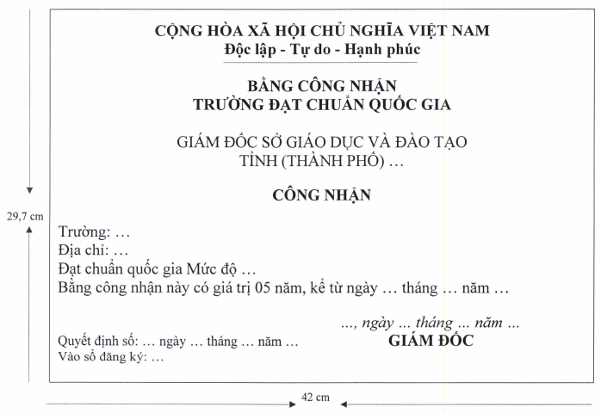 CỘNG HÒA XÃ HỘI CHỦ NGHĨA VIỆT NAM
Độc lập - Tự do - Hạnh phúc
BẰNG CÔNG NHẬN
TRƯỜNG ĐẠT CHUẨN QUỐC GIA
GIÁM ĐỐC SỞ GIÁO DỤC VÀ ĐÀO TẠO
TỈNH (THÀNH PHỐ) …
CÔNG NHẬN
29,7 cm
Trường: …
Địa chỉ: …
Đạt chuẩn quốc gia Mức độ …
Bằng công nhận này có giá trị 05 năm, kể từ ngày … tháng … năm …
…, ngày … tháng … năm …
Quyết định số: … ngày … tháng … năm … GIÁM ĐỐC
Vào sổ đăng ký: …
42 cm